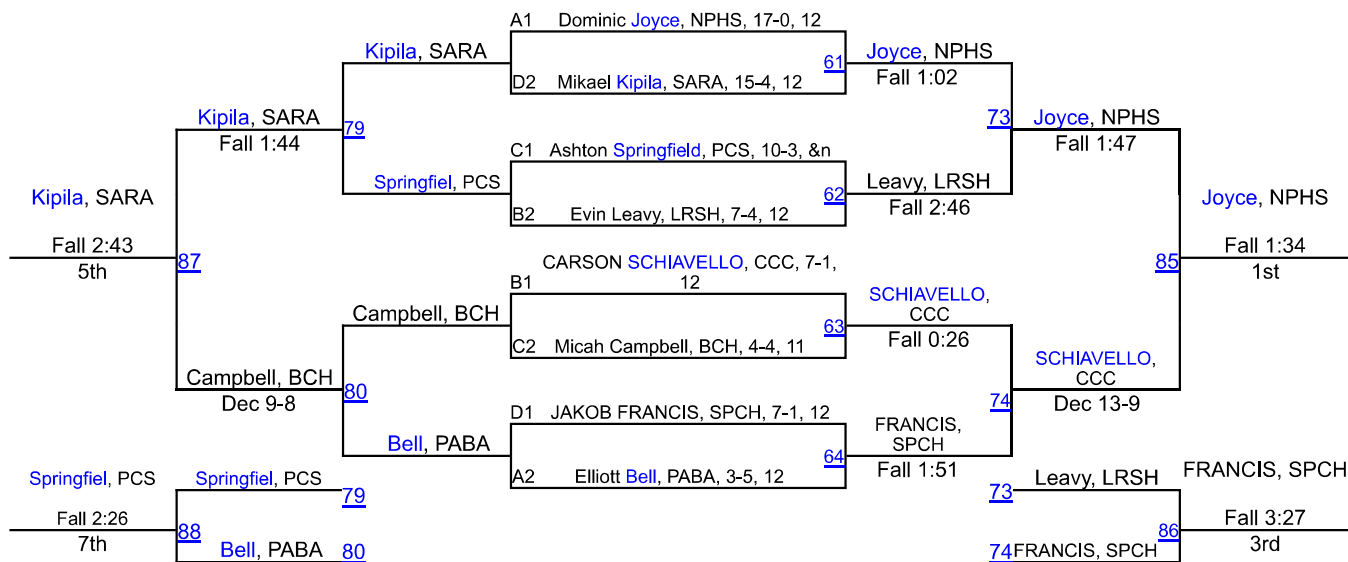 A1 Dominic Joyce, NPHS, 17-0, 12
Kipila, SARA
61
Joyce, NPHS
Fall 1:02
D2 Mikael Kipila, SARA, 15-4, 12
Kipila, SARA
Fall 1:44
79
73
Joyce, NPHS
Fall 1:47
C1 Ashton Springfield, PCS, 10-3, &n
Springfiel, PCS
62
Leavy, LRSH
Fall 2:46
B2 Evin Leavy, LRSH, 7-4, 12
Kipila, SARA
Fall 2:43
5th
87
Joyce, NPHS
85
Fall 1:34
1st
CARSON SCHIAVELLO, CCC, 7-1,
B1 12
Campbell, BCH
63
SCHIAVELLO,
CCC
Fall 0:26
C2 Micah Campbell, BCH, 4-4, 11
Campbell, BCH
Dec 9-8
80
74
SCHIAVELLO,
CCC
Dec 13-9
D1 JAKOB FRANCIS, SPCH, 7-1, 12
Bell, PABA
64
FRANCIS,
SPCH
Fall 1:51
A2 Elliott Bell, PABA, 3-5, 12
Springfiel, PCS
Springfiel, PCS
79
Fall 2:26
7th
88
Bell, PABA
80
73
Leavy, LRSH
FRANCIS, SPCH
86
Fall 3:27
3rd
74 FRANCIS, SPCH